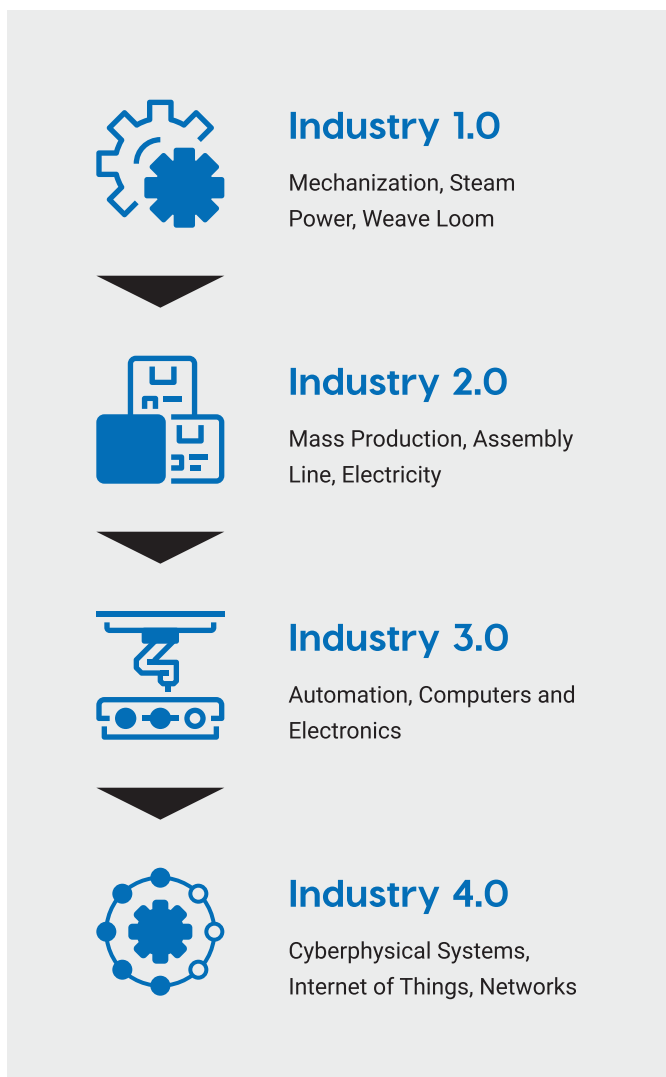 Industry 1.0
Mechanization, Steam
Power, Weave Loom
Industry 2.0
Mass Production, Assembly
Line, Electricity
Industry 3.0
Automation, Computers and
Electronics
Industry 4.0
Cyberphysical Systems,
Internet of Things, Networks